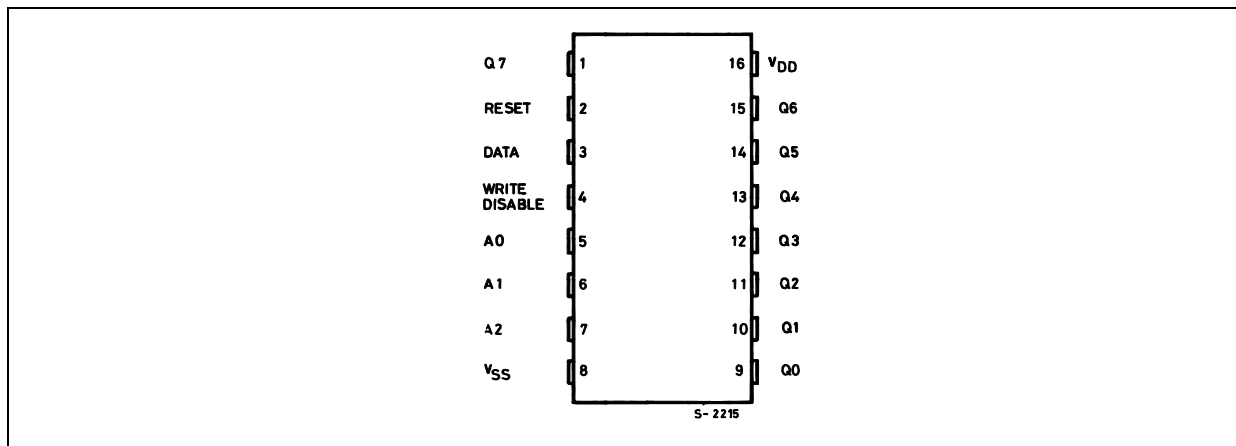 Q7 1 16 VDD
RESET 2 15 Q6
DATA 3 14 Q5
WRITE
DISABLE 4 13 Q4
A0 5 12 Q3
A1 6 11 Q2
A2 7 10 Q1
VSS 8 9 Q0
S-2215